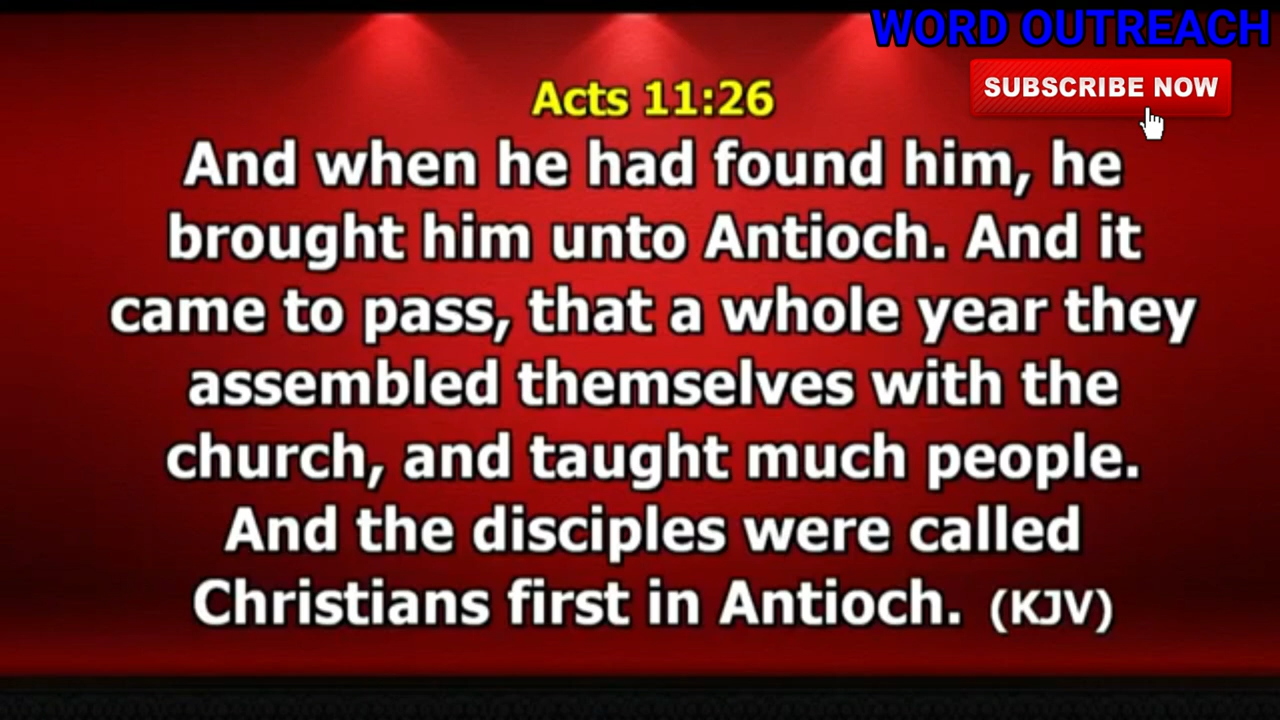 WORD OUTREACH
SUBSCRIBE NOW
Acts 11:26
And when he had found him, he
brought him unto Antioch. And it
came to pass, that a whole year they
assembled themselves with the
church, and taught much people.
And the disciples were called
Christians first in Antioch. (KJV)